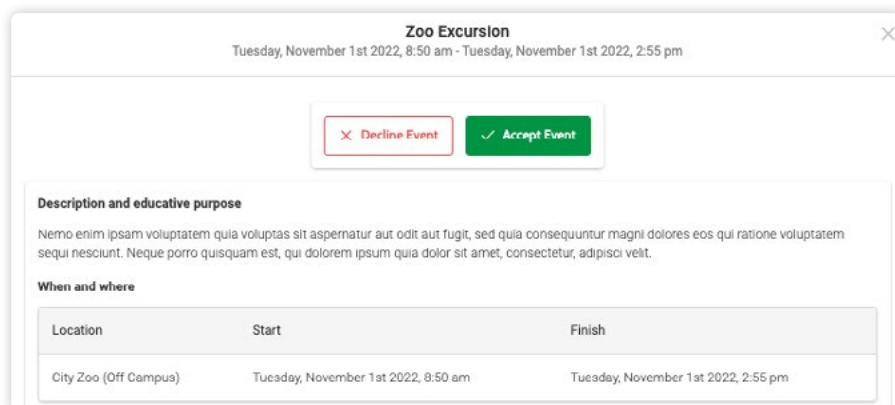 Zoo Excursion
Tuesday, November 1st 2022, 8:50 am - Tuesday, November 1st 2022, 2:55 pm
Decline Event
Accept Event
Description and educative purpose
Nemo enim ipsam voluptatem quia voluptas sit aspernatur aut odit aut fugit, sed quia consequuntur magni dolores eos qui ratione voluptatem
sequi nesciunt. Neque porro quisquam est, qui dolorem ipsum quia dolor sit amet, consectetur, adipisci velit.
When and where
Location Start Finish
City Zoo (Off Campus) Tuesday, November 1st 2022, 8:50 am Tuesday, November 1st 2022, 2:55 pm